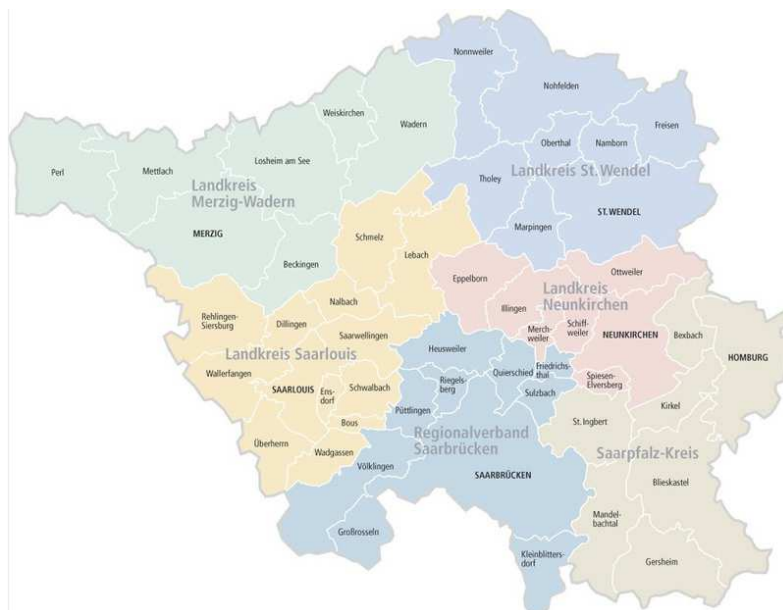 Nonnweiler
Nohfelden
Weiskirchen
Wadern
Freisen
Oberthal
Namborn
Losheim am See
Mettlach
Perl
Landkreis
Merzig-Wadern
Tholey
Landkreis St. Wendel
ST. WENDEL
MERZIG
Marpingen
Schmelz
Lebach
Beckingen
Ottweiler
Eppelborn
Landkreis
Neunkirchen
Nalbach
Illingen
Rehlingen-
Siersburg
Dillingen
Saarwellingen
Merch-
weiler
Schiff-
weiler
NEUNKIRCHEN
Bexbach
Landkreis Saarlouis
Heusweiler
HOMBURG
Wallerfangen
SAARLOUIS
Ens-
dorf
Schwalbach
Riegels-
berg
Quierschied
Friedrichs-
thal
Spiesen-
Elversberg
Sulzbach
Püttlingen
Kirkel
Bous
St. Ingbert
Überherrn
Wadgassen
Regionalverband
Saarbrücken
Saarpfalz-Kreis
Völklingen
SAARBRÜCKEN
Blieskastel
Mandel-
bachtal
Großrosseln
Kleinblitters-
dorf
Gersheim